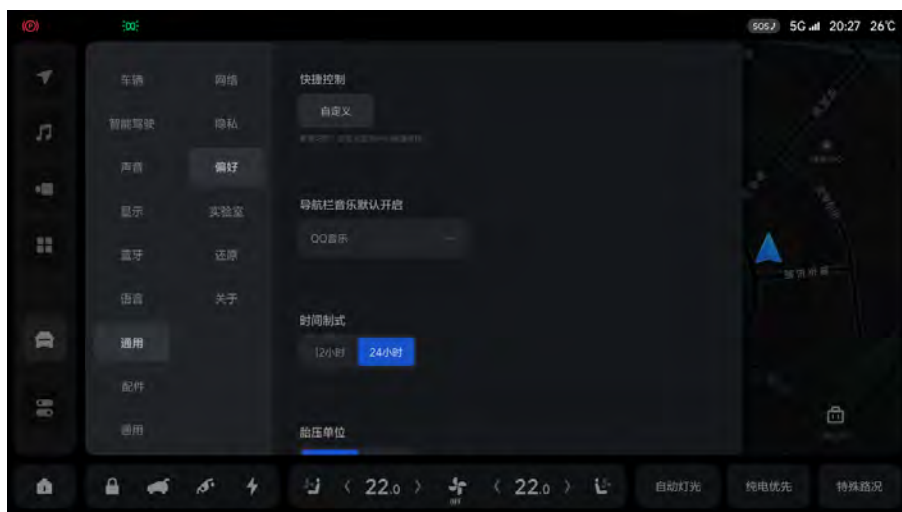 SOS 5G 20:27 26℃
车辆
智能驾驶
声音
显示
蓝牙
语言
通用
配件
通用
网络
隐私
偏好
实验室
还原
关于
快捷控制
自定义
导航栏音乐默认开启
QQ音乐
时间制式
12小时 24小时
胎压单位
22.0 OFF 22.0 自动灯光 纯电优先 特殊路况